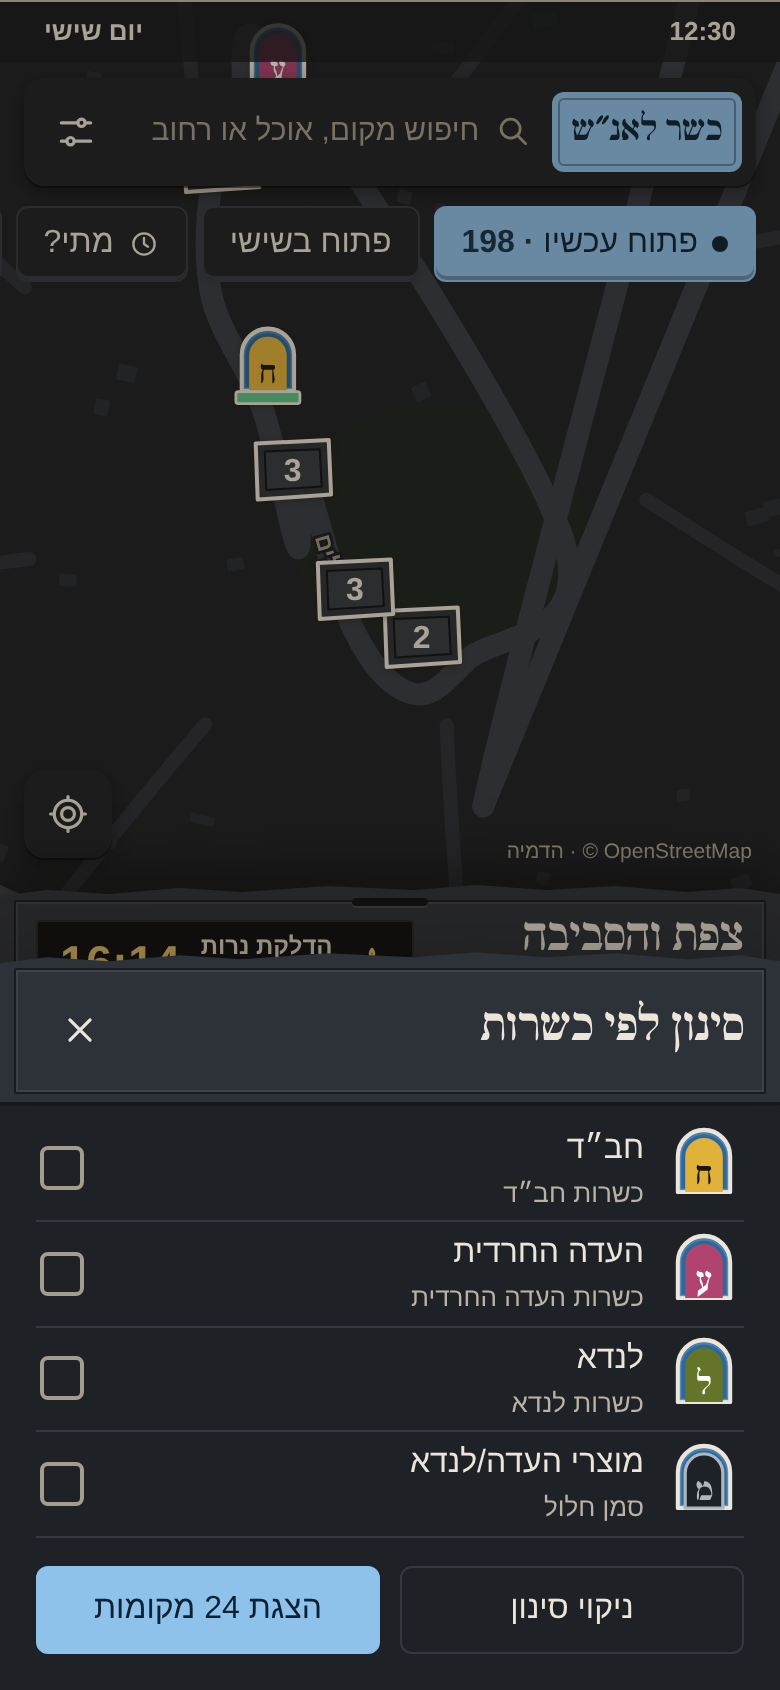 12:30
יום שישי
ע
כשר לאנ״ש
חיפוש מקום, אוכל או רחוב
פתוח עכשיו · 198
פתוח בשישי
מתי?
ח
3
3
2
© OpenStreetMap · הדמיה
צפת והסביבה
הדלקת נרות
16:14
סינון לפי כשרות
ח
חב״ד
כשרות חב״ד
ע
העדה החרדית
כשרות העדה החרדית
ל
לנדא
כשרות לנדא
מ
מוצרי העדה/לנדא
סמן חלול
ניקוי סינון
הצגת 24 מקומות